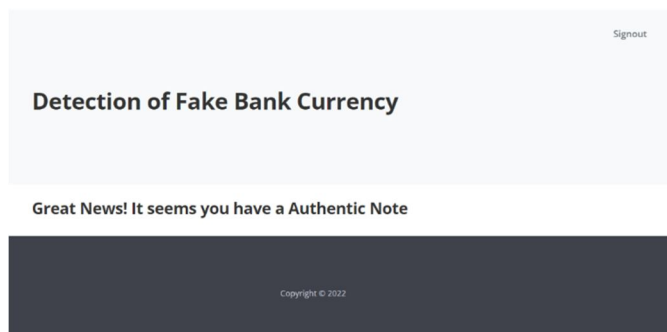 Signout
Detection of Fake Bank Currency
Great News! It seems you have a Authentic Note
Copyright © 2022